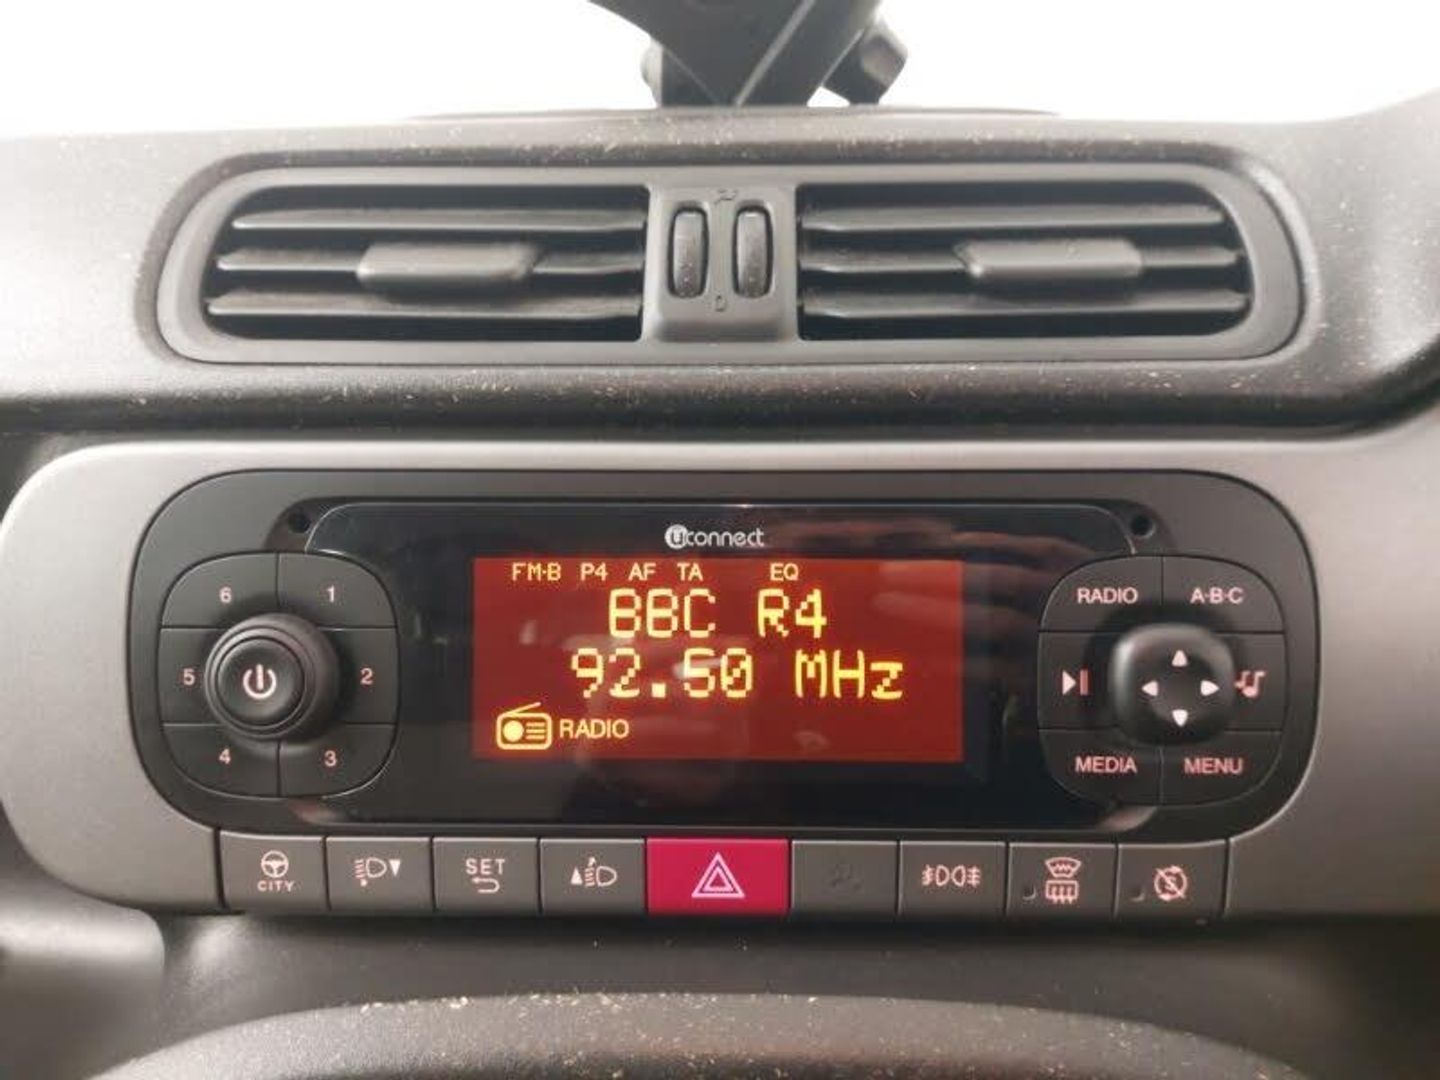 uconnect
FM-B P4 AF TA EQ
BBC R4
92.50 MHz
RADIO
6 1
5 2
4 3
RADIO A·B·C
MEDIA MENU
CITY
SET